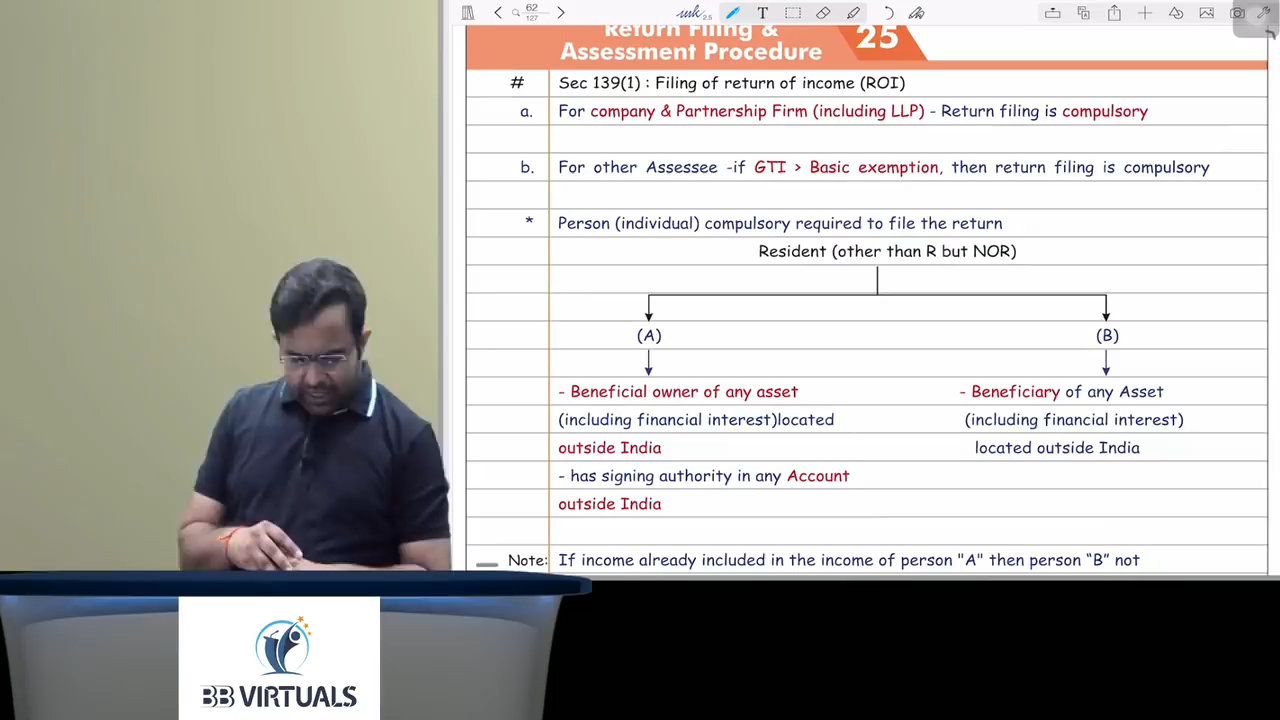 62
127
2.5
T
Return Filing &
Assessment Procedure
25
# Sec 139(1) : Filing of return of income (ROI)
a. For company & Partnership Firm (including LLP) - Return filing is compulsory
b. For other Assessee -if GTI > Basic exemption, then return filing is compulsory
* Person (individual) compulsory required to file the return
Resident (other than R but NOR)
(A) (B)
- Beneficial owner of any asset - Beneficiary of any Asset
(including financial interest)located (including financial interest)
outside India located outside India
- has signing authority in any Account
outside India
Note: If income already included in the income of person "A" then person “B” not
BB VIRTUALS